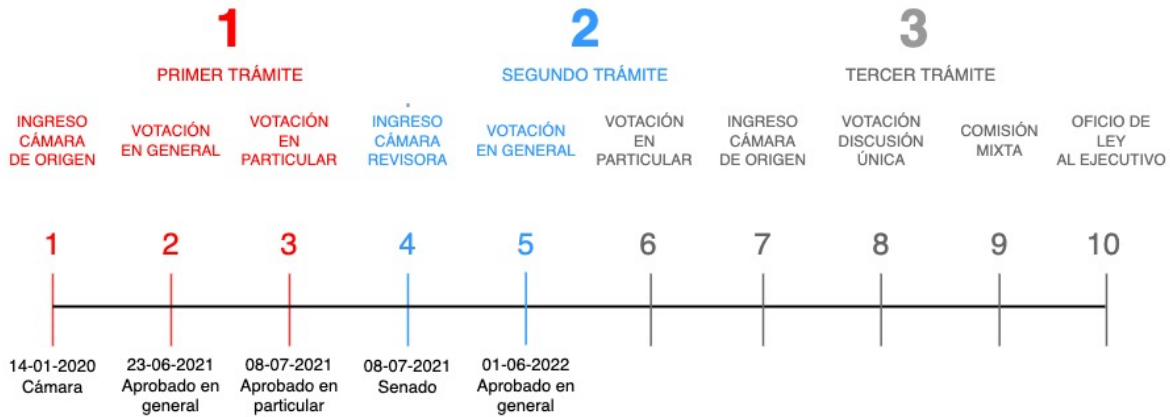 1
2
3
PRIMER TRÁMITE
SEGUNDO TRÁMITE
TERCER TRÁMITE
INGRESO
CÁMARA
DE ORIGEN
VOTACIÓN
EN GENERAL
VOTACIÓN
EN
PARTICULAR
INGRESO
CÁMARA
REVISORA
VOTACIÓN
EN GENERAL
VOTACIÓN
EN
PARTICULAR
INGRESO
CÁMARA
DE ORIGEN
VOTACIÓN
DISCUSIÓN
ÚNICA
COMISIÓN
MIXTA
OFICIO DE
LEY
AL EJECUTIVO
1
2
3
4
5
6
7
8
9
10
14-01-2020
Cámara
23-06-2021
Aprobado en
general
08-07-2021
Aprobado en
particular
08-07-2021
Senado
01-06-2022
Aprobado en
general